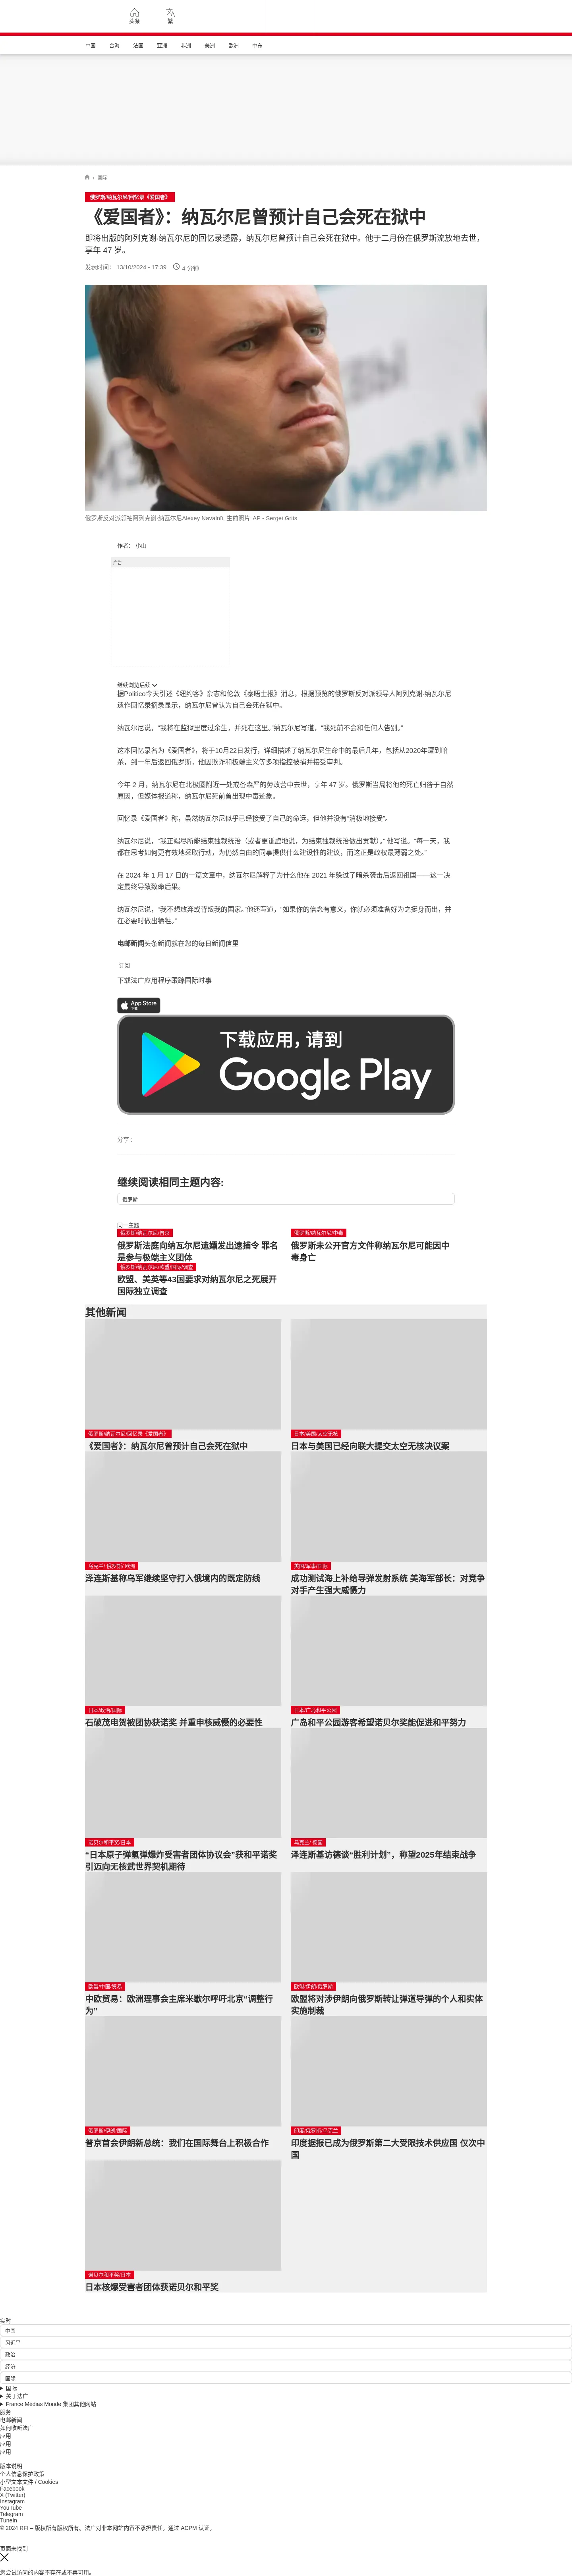 头条
繁
中国
台海
法国
亚洲
非洲
美洲
欧洲
中东
/ 国际
俄罗斯/纳瓦尔尼/回忆录《爱国者》
《爱国者》：纳瓦尔尼曾预计自己会死在狱中
即将出版的阿列克谢·纳瓦尔尼的回忆录透露，纳瓦尔尼曾预计自己会死在狱中。他于二月份在俄罗斯流放地去世，
享年 47 岁。
发表时间： 13/10/2024 - 17:39
4 分钟
俄罗斯反对派领袖阿列克谢·纳瓦尔尼Alexey Navalnîl, 生前照片 AP - Sergei Grits
作者： 小山
广告
继续浏览后续
据Politico今天引述《纽约客》杂志和伦敦《泰晤士报》消息，根据预览的俄罗斯反对派领导人阿列克谢·纳瓦尔尼
遗作回忆录摘录显示，纳瓦尔尼曾认为自己会死在狱中。
纳瓦尔尼说，“我将在监狱里度过余生，并死在这里。”纳瓦尔尼写道，“我死前不会和任何人告别。”
这本回忆录名为《爱国者》，将于10月22日发行，详细描述了纳瓦尔尼生命中的最后几年，包括从2020年遭到暗
杀，到一年后返回俄罗斯，他因欺诈和极端主义等多项指控被捕并接受审判。
今年 2 月，纳瓦尔尼在北极圈附近一处戒备森严的劳改营中去世，享年 47 岁。俄罗斯当局将他的死亡归咎于自然
原因，但媒体报道称，纳瓦尔尼死前曾出现中毒迹象。
回忆录《爱国者》称，虽然纳瓦尔尼似乎已经接受了自己的命运，但他并没有“消极地接受”。
纳瓦尔尼说，“我正竭尽所能结束独裁统治（或者更谦虚地说，为结束独裁统治做出贡献）。” 他写道。“每一天，我
都在思考如何更有效地采取行动，为仍然自由的同事提供什么建设性的建议，而这正是政权最薄弱之处。”
在 2024 年 1 月 17 日的一篇文章中，纳瓦尔尼解释了为什么他在 2021 年躲过了暗杀袭击后返回祖国——这一决
定最终导致致命后果。
纳瓦尔尼说，“我不想放弃或背叛我的国家。”他还写道，“如果你的信念有意义，你就必须准备好为之挺身而出，并
在必要时做出牺牲。”
电邮新闻头条新闻就在您的每日新闻信里
订阅
下载法广应用程序跟踪国际时事
App Store
下载
下载应用，请到
Google Play
分享 :
继续阅读相同主题内容:
俄罗斯
同一主题
俄罗斯/纳瓦尔尼/普京
俄罗斯法庭向纳瓦尔尼遗孀发出逮捕令 罪名
是参与极端主义团体
俄罗斯/纳瓦尔尼/中毒
俄罗斯未公开官方文件称纳瓦尔尼可能因中
毒身亡
俄罗斯/纳瓦尔尼/欧盟/国际/调查
欧盟、美英等43国要求对纳瓦尔尼之死展开
国际独立调查
其他新闻
俄罗斯/纳瓦尔尼/回忆录《爱国者》
《爱国者》：纳瓦尔尼曾预计自己会死在狱中
日本/美国/太空无核
日本与美国已经向联大提交太空无核决议案
乌克兰/ 俄罗斯/ 欧洲
泽连斯基称乌军继续坚守打入俄境内的既定防线
美国/军事/国际
成功测试海上补给导弹发射系统 美海军部长：对竞争
对手产生强大威慑力
日本/政治/国际
石破茂电贺被团协获诺奖 并重申核威慑的必要性
日本/广岛和平公园
广岛和平公园游客希望诺贝尔奖能促进和平努力
诺贝尔和平奖/日本
“日本原子弹氢弹爆炸受害者团体协议会”获和平诺奖
引迈向无核武世界契机期待
乌克兰/ 德国
泽连斯基访德谈“胜利计划”，称望2025年结束战争
欧盟/中国/贸易
中欧贸易：欧洲理事会主席米歇尔呼吁北京“调整行
为”
欧盟/伊朗/俄罗斯
欧盟将对涉伊朗向俄罗斯转让弹道导弹的个人和实体
实施制裁
俄罗斯/伊朗/国际
普京首会伊朗新总统：我们在国际舞台上积极合作
印度/俄罗斯/乌克兰
印度据报已成为俄罗斯第二大受限技术供应国 仅次中
国
诺贝尔和平奖/日本
日本核爆受害者团体获诺贝尔和平奖
实时
中国
习近平
政治
经济
国际
国际
关于法广
France Médias Monde 集团其他网站
服务
电邮新闻
如何收听法广
应用
应用
应用
版本说明
个人信息保护政策
小型文本文件 / Cookies
Facebook
X (Twitter)
Instagram
YouTube
Telegram
TuneIn
© 2024 RFI – 版权所有版权所有。法广对非本网站内容不承担责任。通过 ACPM 认证。
页面未找到
您尝试访问的内容不存在或不再可用。